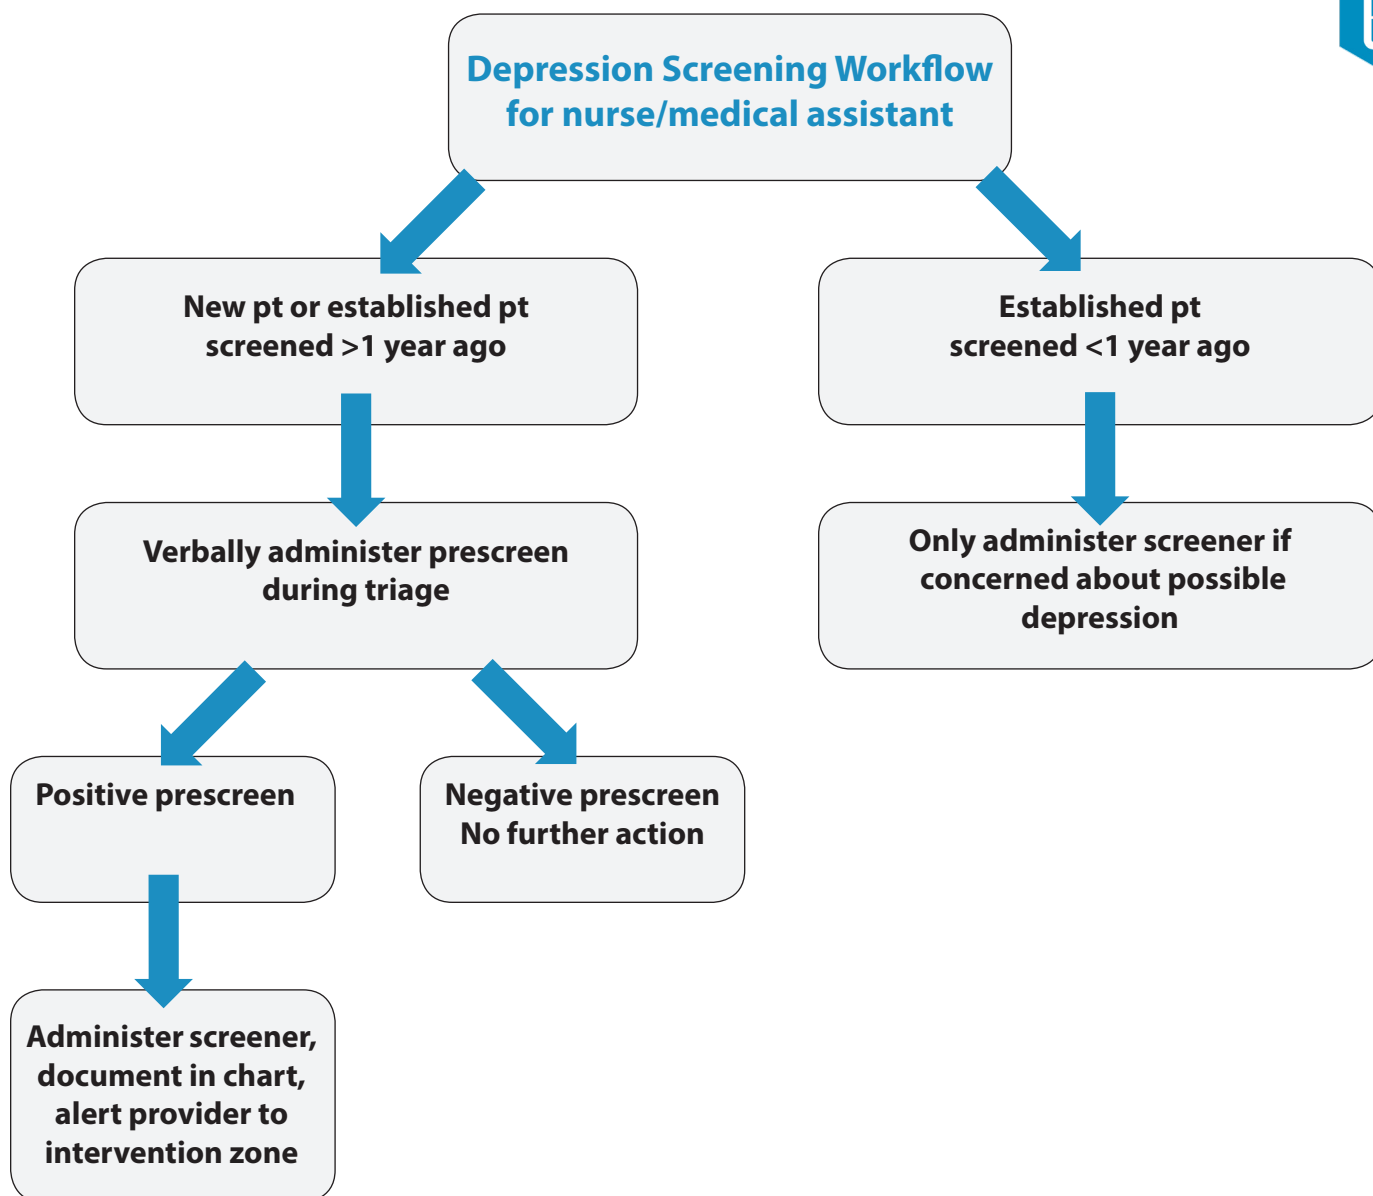 Depression Screening Workflow
for nurse/medical assistant
New pt or established pt
screened >1 year ago
Established pt
screened <1 year ago
Verbally administer prescreen
during triage
Only administer screener if
concerned about possible
depression
Positive prescreen
Negative prescreen
No further action
Administer screener,
document in chart,
alert provider to
intervention zone